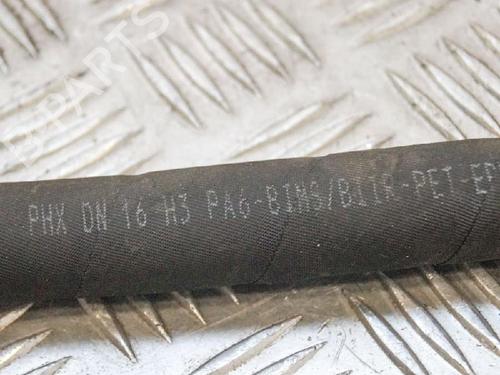 B-PARTS
PHX DN 16 H3 PA6-BIMS/BIIR-PET-EP